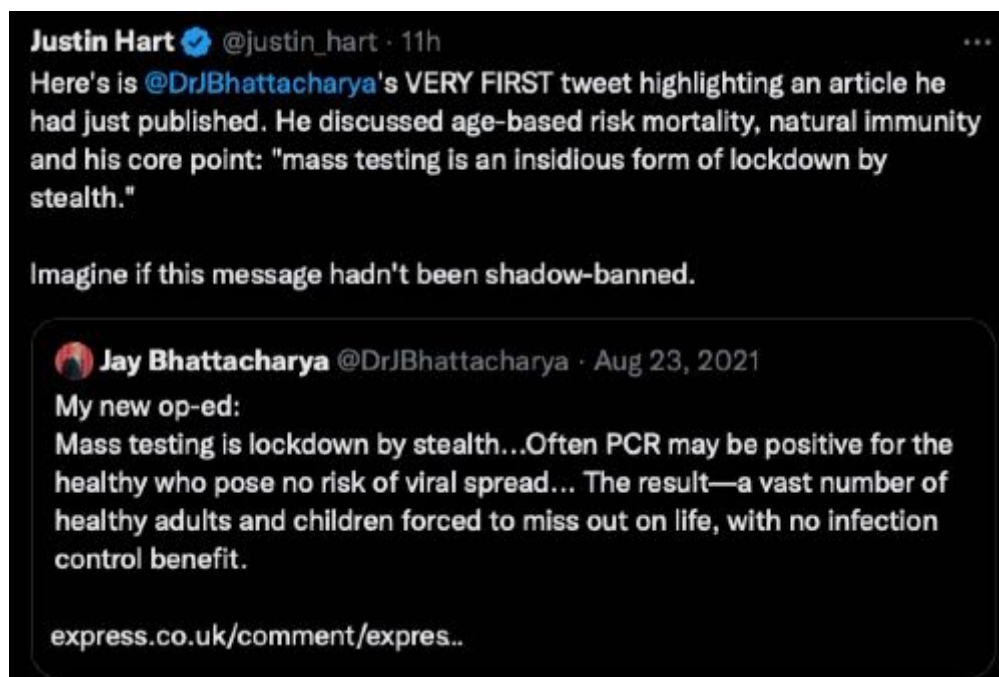 Justin Hart @justin_hart · 11h
Here's is @DrJBhattacharya's VERY FIRST tweet highlighting an article he
had just published. He discussed age-based risk mortality, natural immunity
and his core point: "mass testing is an insidious form of lockdown by
stealth."
Imagine if this message hadn't been shadow-banned.
Jay Bhattacharya @DrJBhattacharya · Aug 23, 2021
My new op-ed:
Mass testing is lockdown by stealth...Often PCR may be positive for the
healthy who pose no risk of viral spread... The result—a vast number of
healthy adults and children forced to miss out on life, with no infection
control benefit.
express.co.uk/comment/expres..